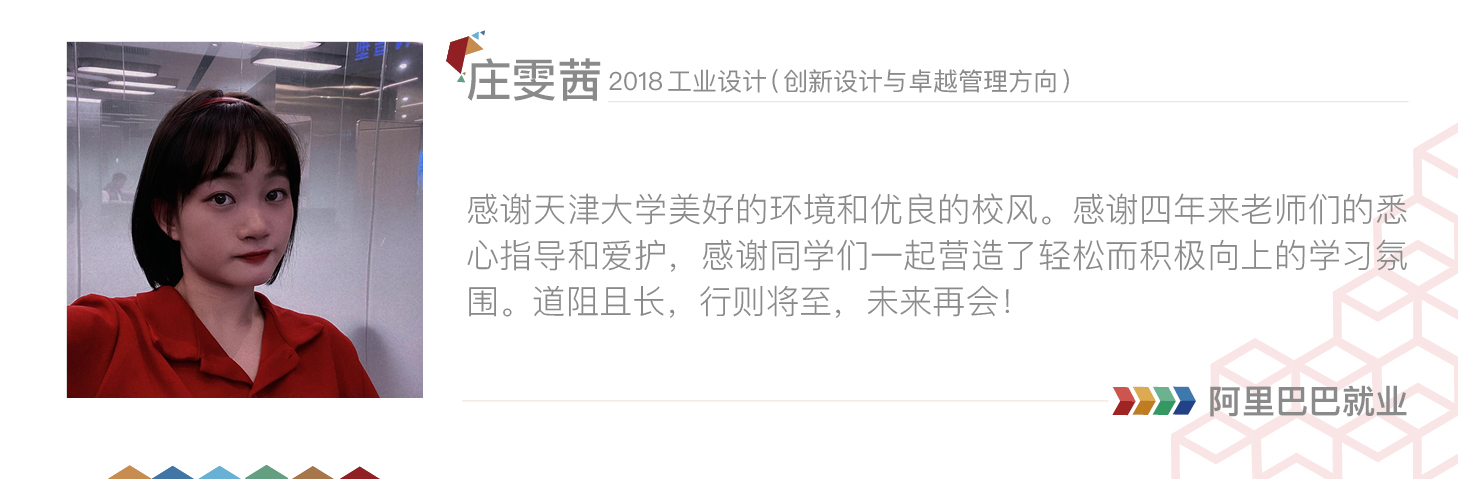 庄雯茜 2018 工业设计(创新设计与卓越管理方向)
感谢天津大学美好的环境和优良的校风。感谢四年来老师们的悉
心指导和爱护，感谢同学们一起营造了轻松而积极向上的学习氛
围。道阻且长，行则将至，未来再会！
阿里巴巴就业